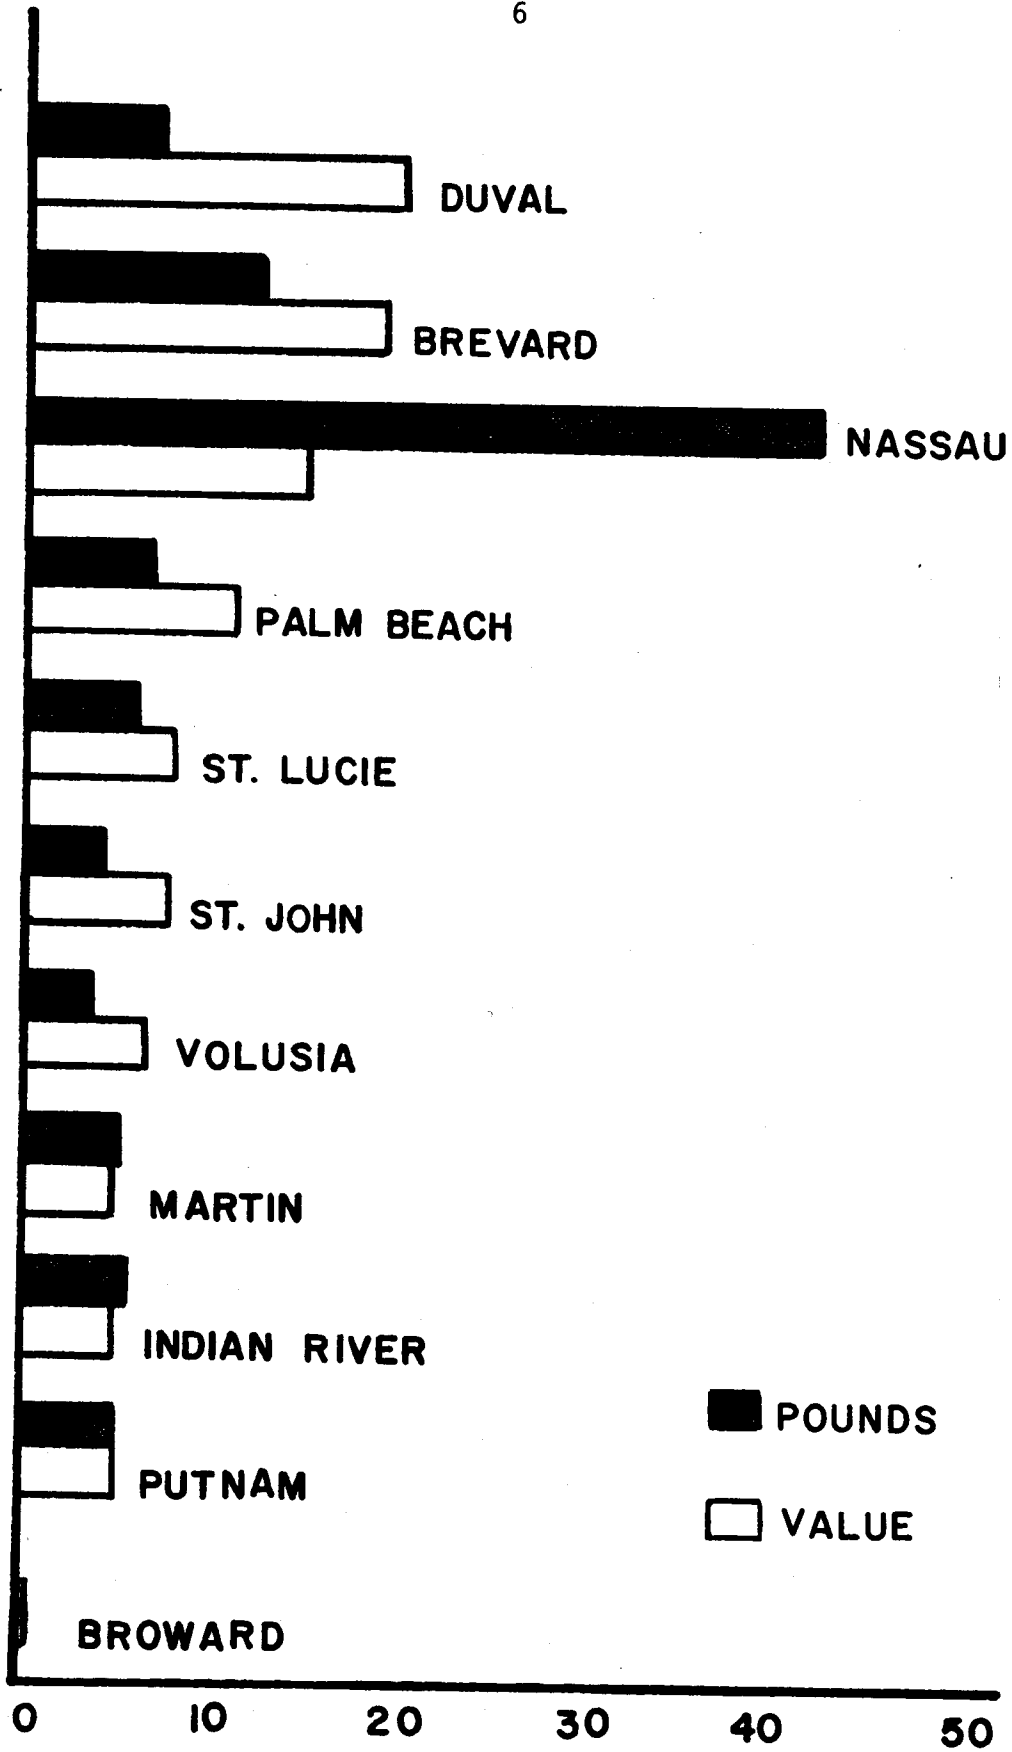 6
DUVAL
BREVARD
NASSAU
PALM BEACH
ST. LUCIE
ST. JOHN
VOLUSIA
MARTIN
INDIAN RIVER
POUNDS
PUTNAM
VALUE
BROWARD
0 10 20 30 40 50